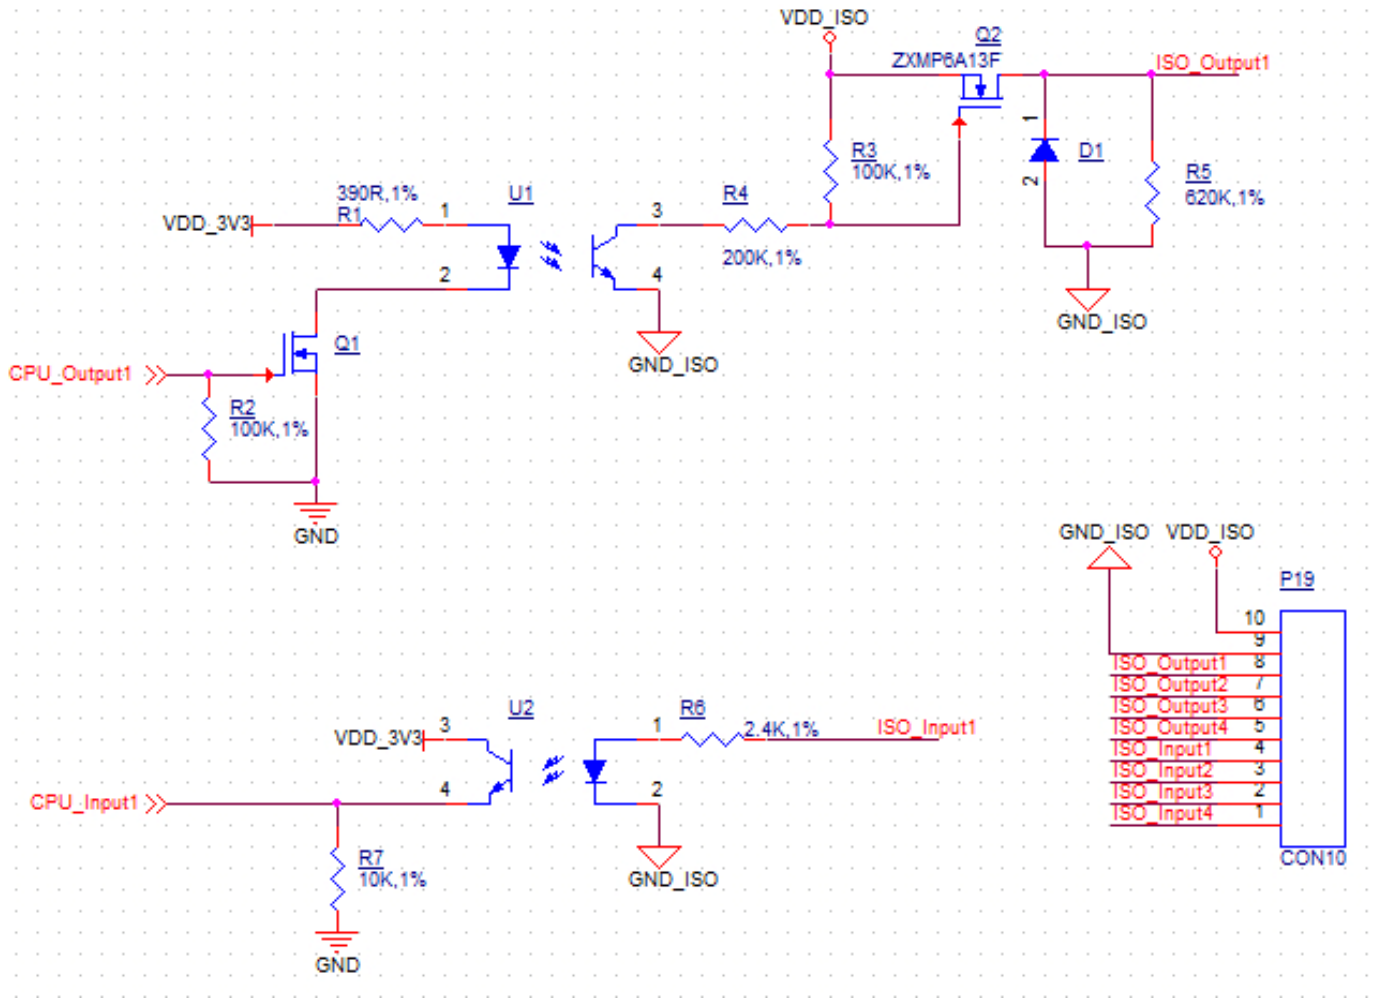 VDD_ISO
Q2
ZXMP6A13F
ISO_Output1
1
D1
2
R3
100K,1%
R5
620K,1%
390R,1%
R1
VDD_3V3
1
U1
2
3
4
R4
200K,1%
GND_ISO
GND_ISO
CPU_Output1
Q1
R2
100K,1%
GND
GND_ISO
VDD_ISO
P19
10
9
ISO_Output1 8
ISO_Output2 7
ISO_Output3 6
ISO_Output4 5
ISO_Input1 4
ISO_Input2 3
ISO_Input3 2
ISO_Input4 1
CON10
U2
VDD_3V3
3
4
1
2
R6
2.4K,1%
ISO_Input1
CPU_Input1
R7
10K,1%
GND
GND_ISO